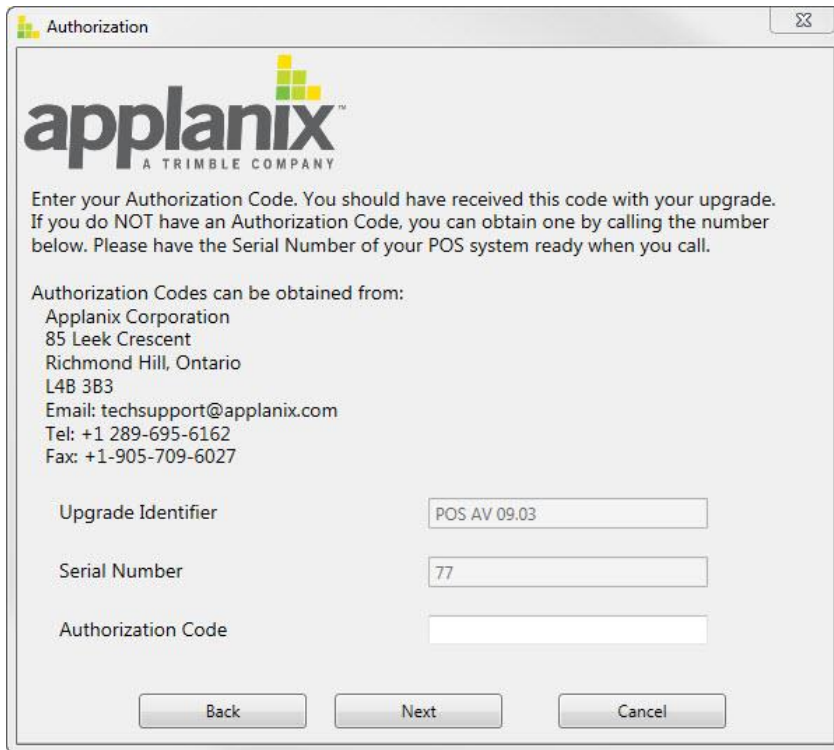 Authorization
applanix™
A TRIMBLE COMPANY
Enter your Authorization Code. You should have received this code with your upgrade.
If you do NOT have an Authorization Code, you can obtain one by calling the number
below. Please have the Serial Number of your POS system ready when you call.
Authorization Codes can be obtained from:
Applanix Corporation
85 Leek Crescent
Richmond Hill, Ontario
L4B 3B3
Email: techsupport@applanix.com
Tel: +1 289-695-6162
Fax: +1-905-709-6027
Upgrade Identifier POS AV 09.03
Serial Number 77
Authorization Code
Back Next Cancel